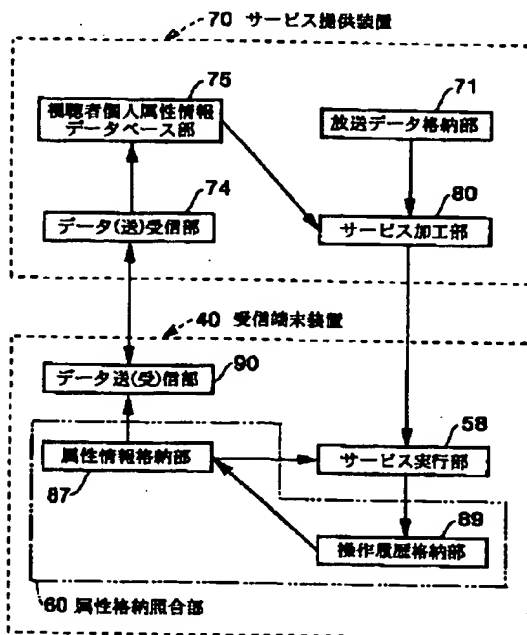 70 サービス提供装置
75
視聴者個人属性情報
データベース部
71
放送データ格納部
74
データ(送)受信部
80
サービス加工部
40 受信端末装置
データ送(受)信部
90
58
属性情報格納部
サービス実行部
87
89
操作履歴格納部
60 属性格納照合部